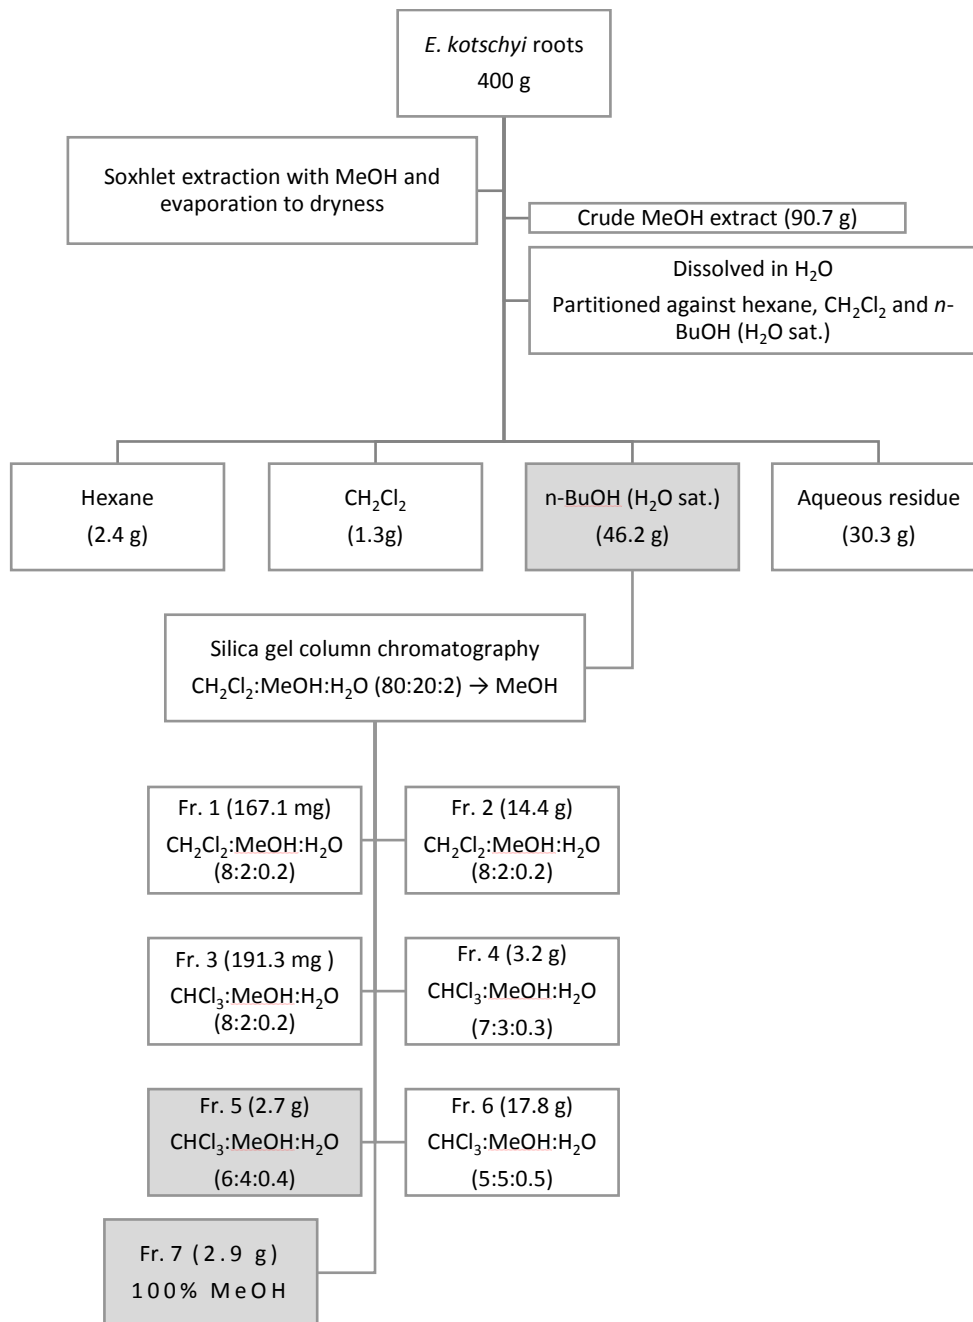 E. kotschyi roots
400 g
Soxhlet extraction with MeOH and
evaporation to dryness
Crude MeOH extract (90.7 g)
Dissolved in H₂O
Partitioned against hexane, CH₂Cl₂ and n-
BuOH (H₂O sat.)
Hexane
(2.4 g)
CH₂Cl₂
(1.3g)
n-BuOH (H₂O sat.)
(46.2 g)
Aqueous residue
(30.3 g)
Silica gel column chromatography
CH₂Cl₂:MeOH:H₂O (80:20:2) → MeOH
Fr. 1 (167.1 mg)
CH₂Cl₂:MeOH:H₂O
(8:2:0.2)
Fr. 2 (14.4 g)
CH₂Cl₂:MeOH:H₂O
(8:2:0.2)
Fr. 3 (191.3 mg )
CHCl₃:MeOH:H₂O
(8:2:0.2)
Fr. 4 (3.2 g)
CHCl₃:MeOH:H₂O
(7:3:0.3)
Fr. 5 (2.7 g)
CHCl₃:MeOH:H₂O
(6:4:0.4)
Fr. 6 (17.8 g)
CHCl₃:MeOH:H₂O
(5:5:0.5)
Fr. 7 (2.9 g)
100% MeOH